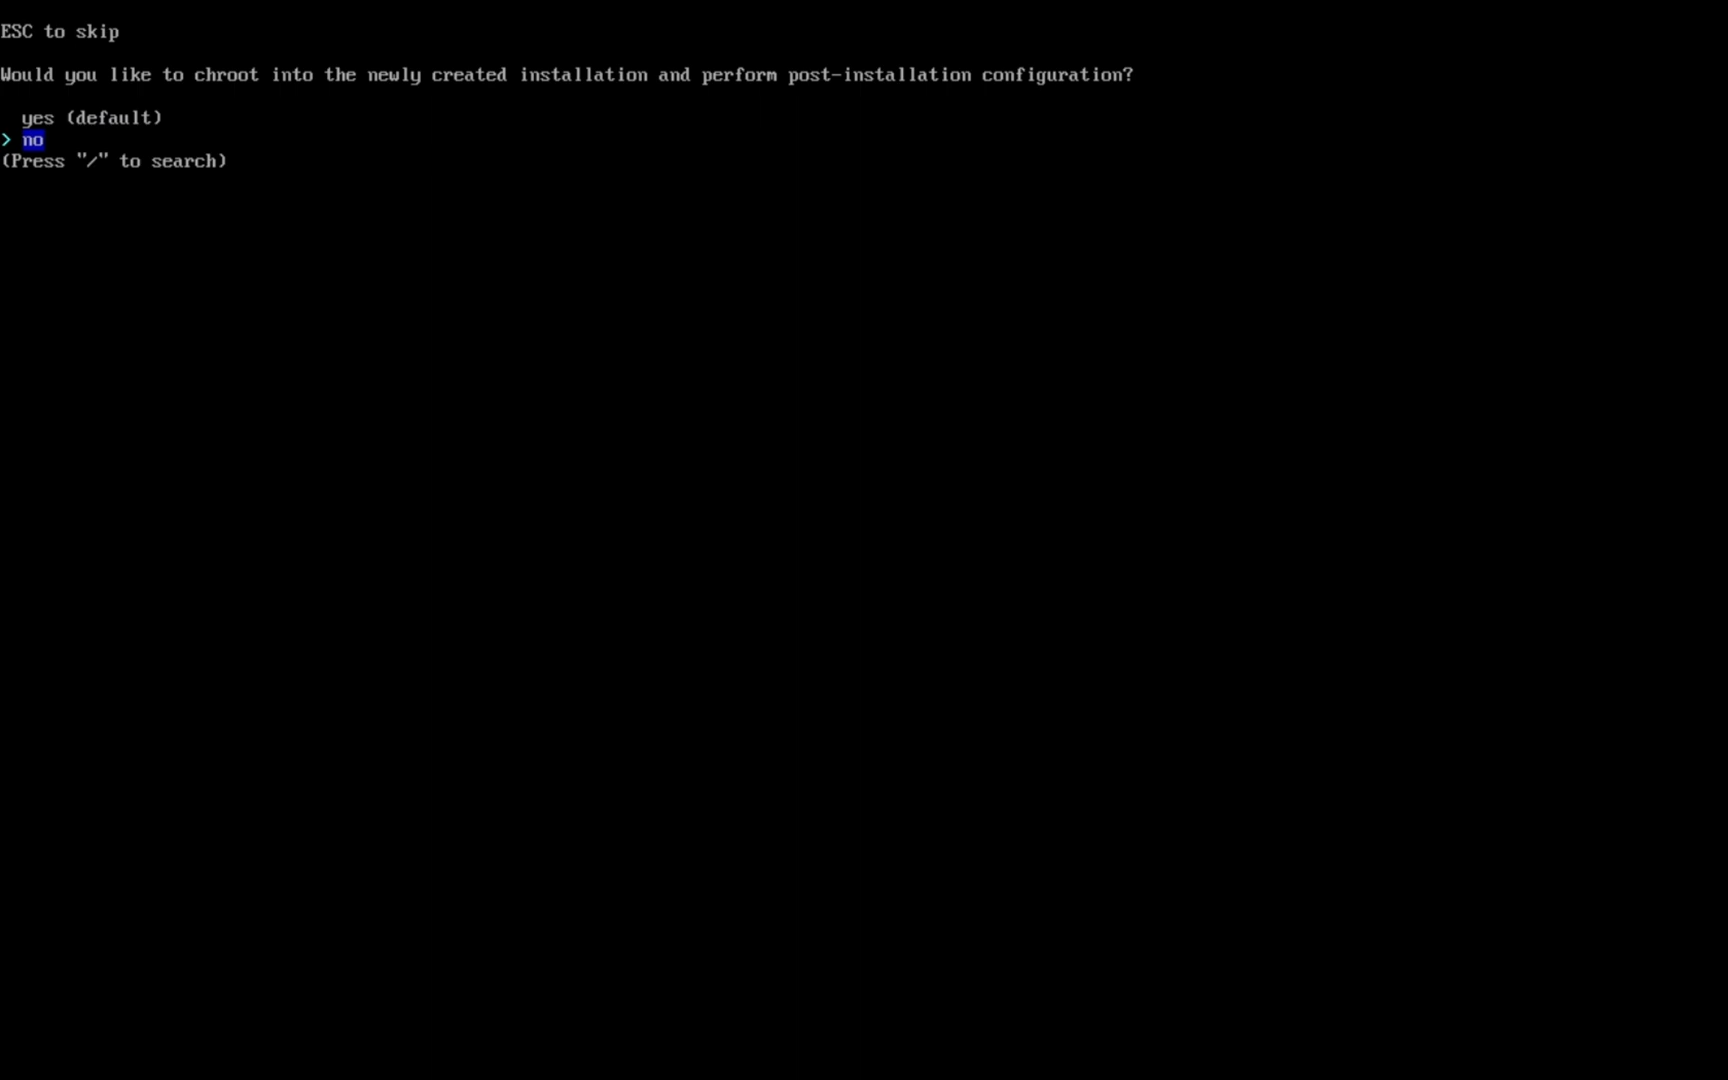 ESC to skip
Would you like to chroot into the newly created installation and perform post-installation configuration?
yes (default)
> no
(Press "/" to search)